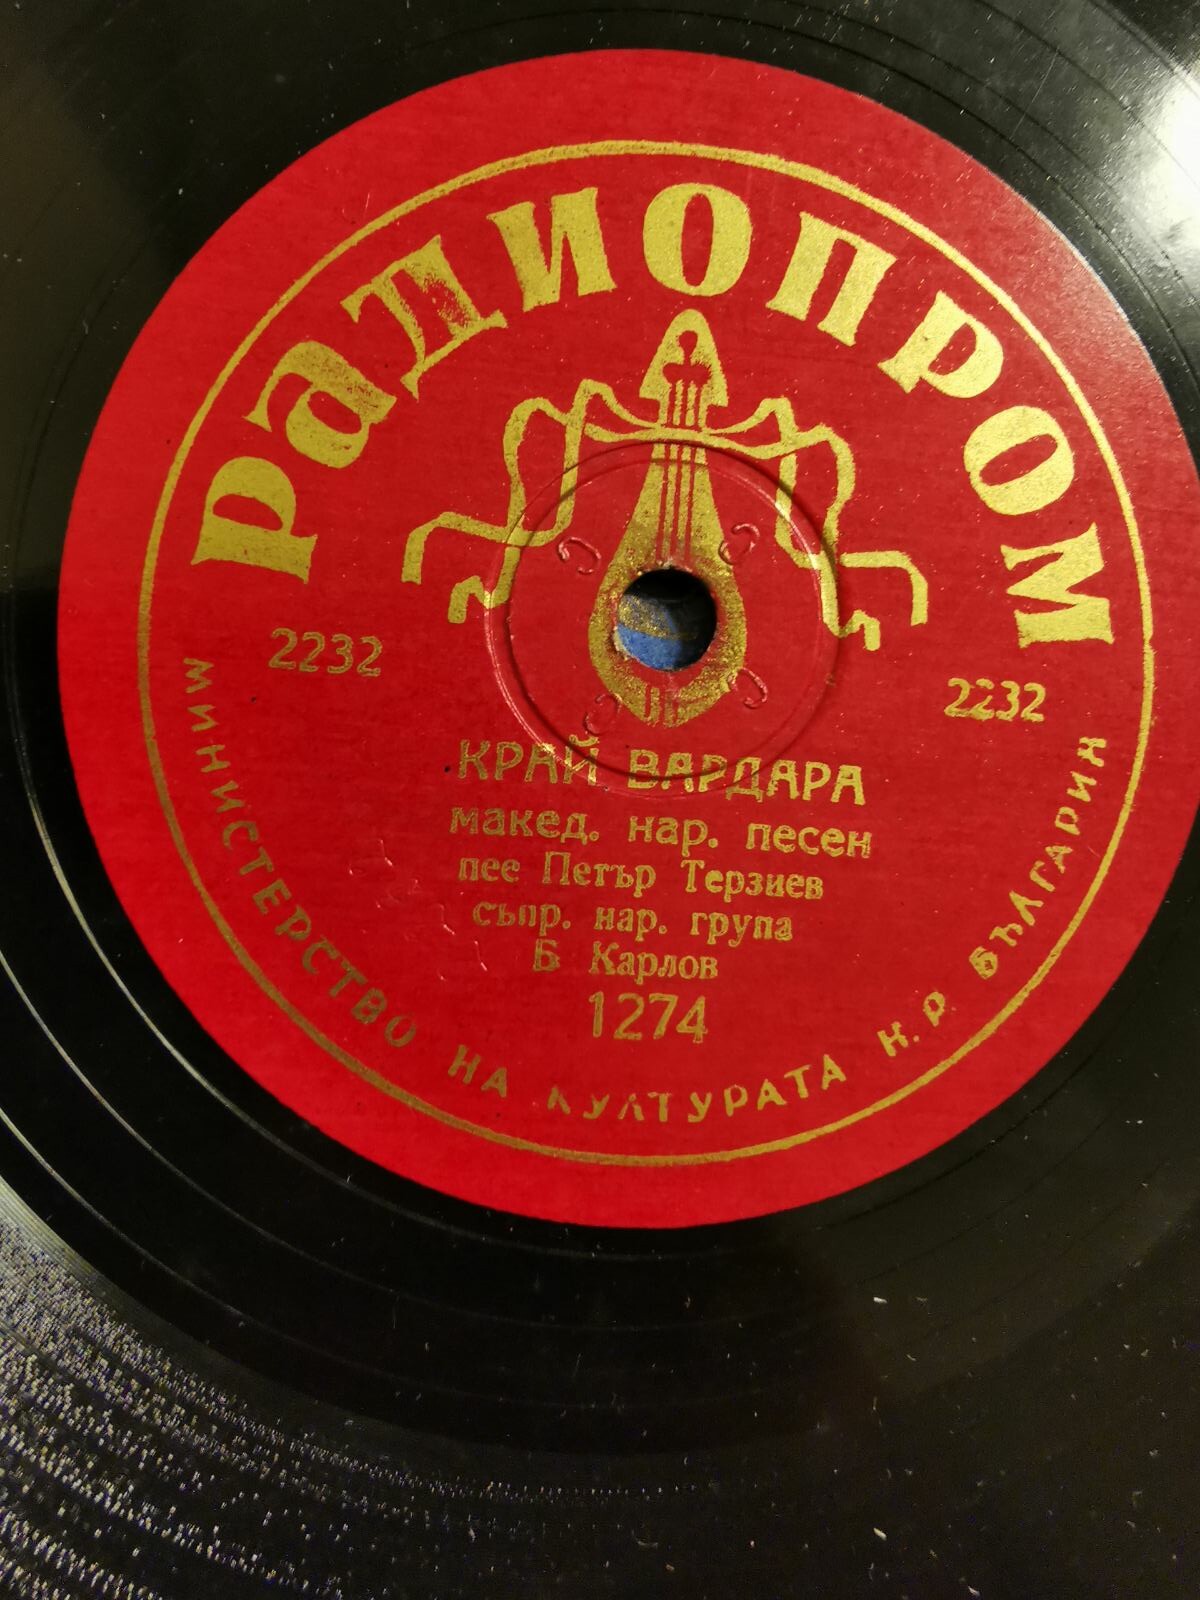 РАДИОПРОМ
2232
2232
КРАЙ ВАРДАРА
макед. нар. песен
пее Петър Терзиев
съпр. нар. група
Б Карлов
1274
МИНИСТЕРСТВО НА КУЛТУРАТА Н. Р. БЪЛГАРИЯ